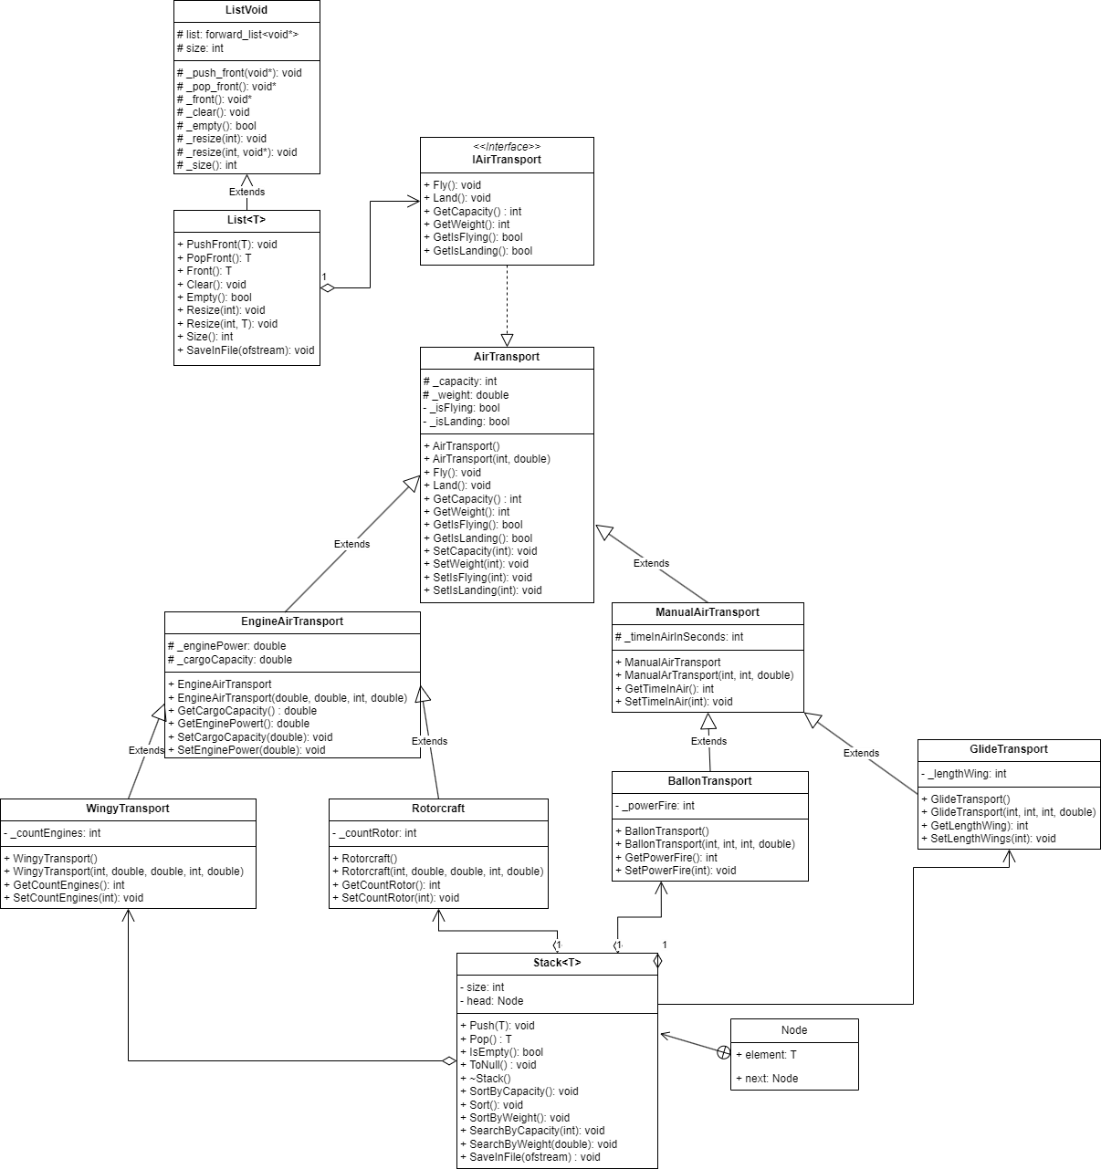 ListVoid
# list: forward_list<void*>
# size: int
# _push_front(void*): void
# _pop_front(): void*
# _front(): void*
# _clear(): void
# _empty(): bool
# _resize(int): void
# _resize(int, void*): void
# _size(): int
Extends
List<T>
+ PushFront(T): void
+ PopFront(): T
+ Front(): T
+ Clear(): void
+ Empty(): bool
+ Resize(int): void
+ Resize(int, T): void
+ Size(): int
+ SaveInFile(ofstream): void
1
<<Interface>>
IAirTransport
+ Fly(): void
+ Land(): void
+ GetCapacity() : int
+ GetWeight(): int
+ GetIsFlying(): bool
+ GetIsLanding(): bool
AirTransport
# _capacity: int
# _weight: double
- _isFlying: bool
- _isLanding: bool
+ AirTransport()
+ AirTransport(int, double)
+ Fly(): void
+ Land(): void
+ GetCapacity() : int
+ GetWeight(): int
+ GetIsFlying(): bool
+ GetIsLanding(): bool
+ SetCapacity(int): void
+ SetWeight(int): void
+ SetIsFlying(int): void
+ SetIsLanding(int): void
Extends
Extends
EngineAirTransport
# _enginePower: double
# _cargoCapacity: double
+ EngineAirTransport
+ EngineAirTransport(double, double, int, double)
+ GetCargoCapacity() : double
+ GetEnginePowert(): double
+ SetCargoCapacity(double): void
+ SetEnginePower(double): void
ManualAirTransport
# _timeInAirInSeconds: int
+ ManualAirTransport
+ ManualArTransport(int, int, double)
+ GetTimeInAir(): int
+ SetTimeInAir(int): void
Extends
Extends
Extends
Extends
WingyTransport
- _countEngines: int
+ WingyTransport()
+ WingyTransport(int, double, double, int, double)
+ GetCountEngines(): int
+ SetCountEngines(int): void
Rotorcraft
- _countRotor: int
+ Rotorcraft()
+ Rotorcraft(int, double, double, int, double)
+ GetCountRotor(): int
+ SetCountRotor(int): void
BallonTransport
- _powerFire: int
+ BallonTransport()
+ BallonTransport(int, int, int, double)
+ GetPowerFire(): int
+ SetPowerFire(int): void
GlideTransport
- _lengthWing: int
+ GlideTransport()
+ GlideTransport(int, int, int, double)
+ GetLengthWing): int
+ SetLengthWings(int): void
1
1
1
Stack<T>
- size: int
- head: Node
+ Push(T): void
+ Pop() : T
+ IsEmpty(): bool
+ ToNull() : void
+ ~Stack()
+ SortByCapacity(): void
+ Sort(): void
+ SortByWeight(): void
+ SearchByCapacity(int): void
+ SearchByWeight(double): void
+ SaveInFile(ofstream) : void
Node
+ element: T
+ next: Node